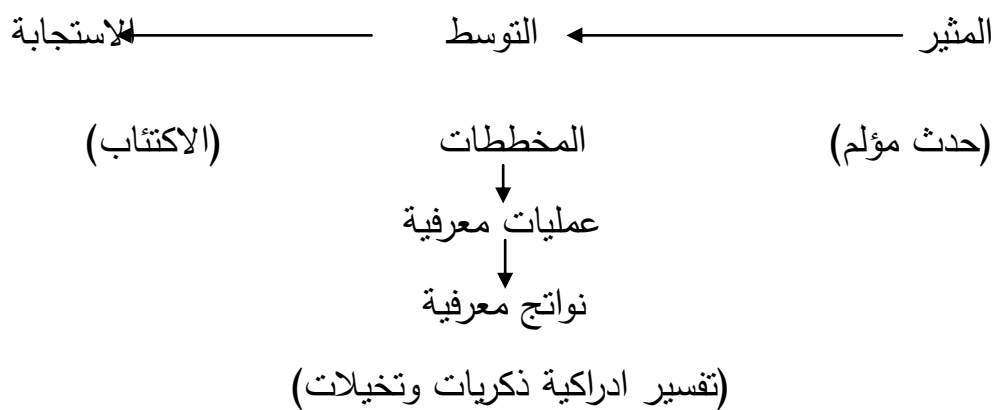 المثير التوسط الاستجابة
(حدث مؤلم) المخططات (الاكتئاب)
عمليات معرفية
نواتج معرفية
(تفسير ادراكية ذكريات وتخيلات)